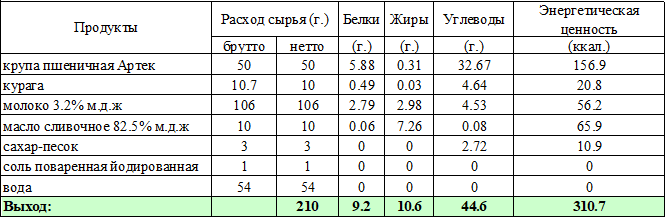 Продукты Расход сырья (г.) Белки Жиры Углеводы Энергетическая ценность
брутто нетто (г.) (г.) (г.) (ккал.)
крупа пшеничная Артек 50 50 5.88 0.31 32.67 156.9
курага 10.7 10 0.49 0.03 4.64 20.8
молоко 3.2% м.д.ж 106 106 2.79 2.98 4.53 56.2
масло сливочное 82.5% м.д.ж 10 10 0.06 7.26 0.08 65.9
сахар-песок 3 3 0 0 2.72 10.9
соль поваренная йодированная 1 1 0 0 0 0
вода 54 54 0 0 0 0
Выход: 210 9.2 10.6 44.6 310.7